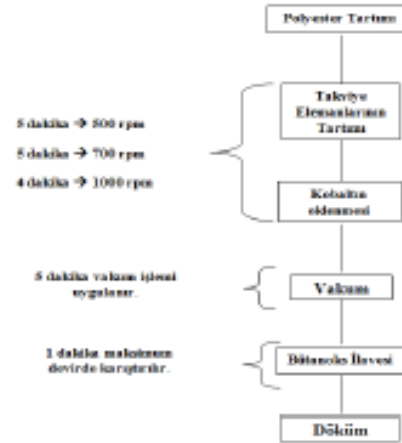 Polyester Tartımı
Takviye
Elemanlarının
Tartımı
5 dakika → 500 rpm
5 dakika → 700 rpm
4 dakika → 1000 rpm
Kobaltın
eklenmesi
5 dakika vakum işlemi
uygulanır.
Vakum
1 dakika maksimum
devirde karıştırılır.
Bütanoks İlavesi
Döküm